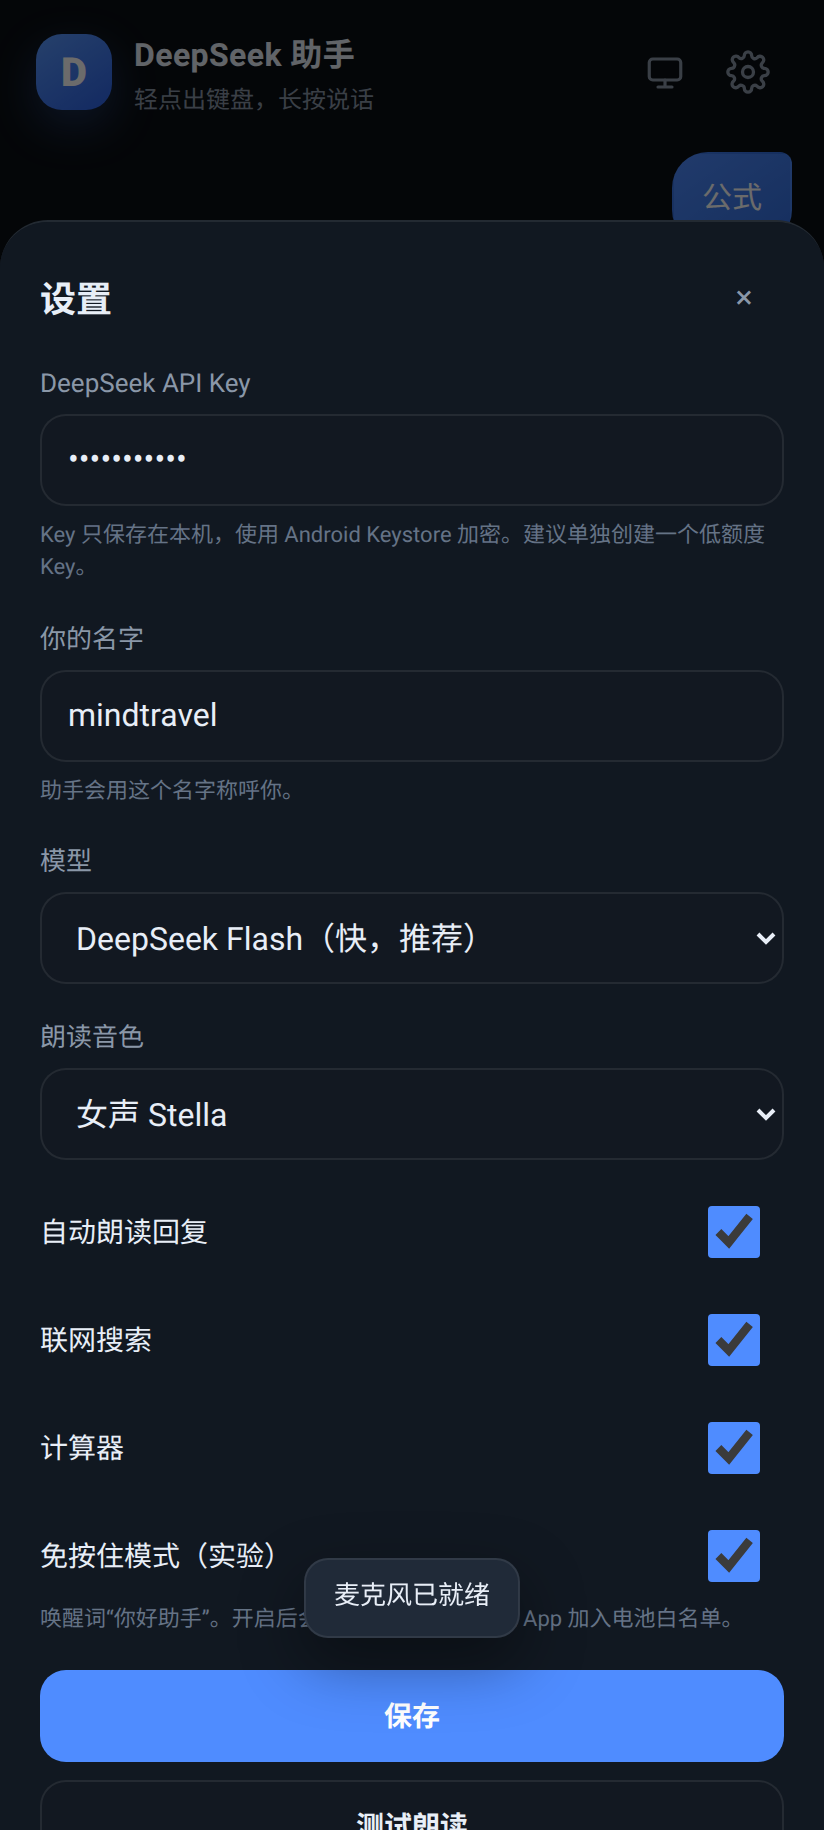 D
DeepSeek 助手
轻点出键盘，长按说话
公式
设置
×
DeepSeek API Key
•••••••••••
Key 只保存在本机，使用 Android Keystore 加密。建议单独创建一个低额度
Key。
你的名字
mindtravel
助手会用这个名字称呼你。
模型
DeepSeek Flash（快，推荐）
朗读音色
女声 Stella
自动朗读回复
联网搜索
计算器
免按住模式（实验）
麦克风已就绪
唤醒词“你好助手”。开启后 App 加入电池白名单。
保存
测试朗读